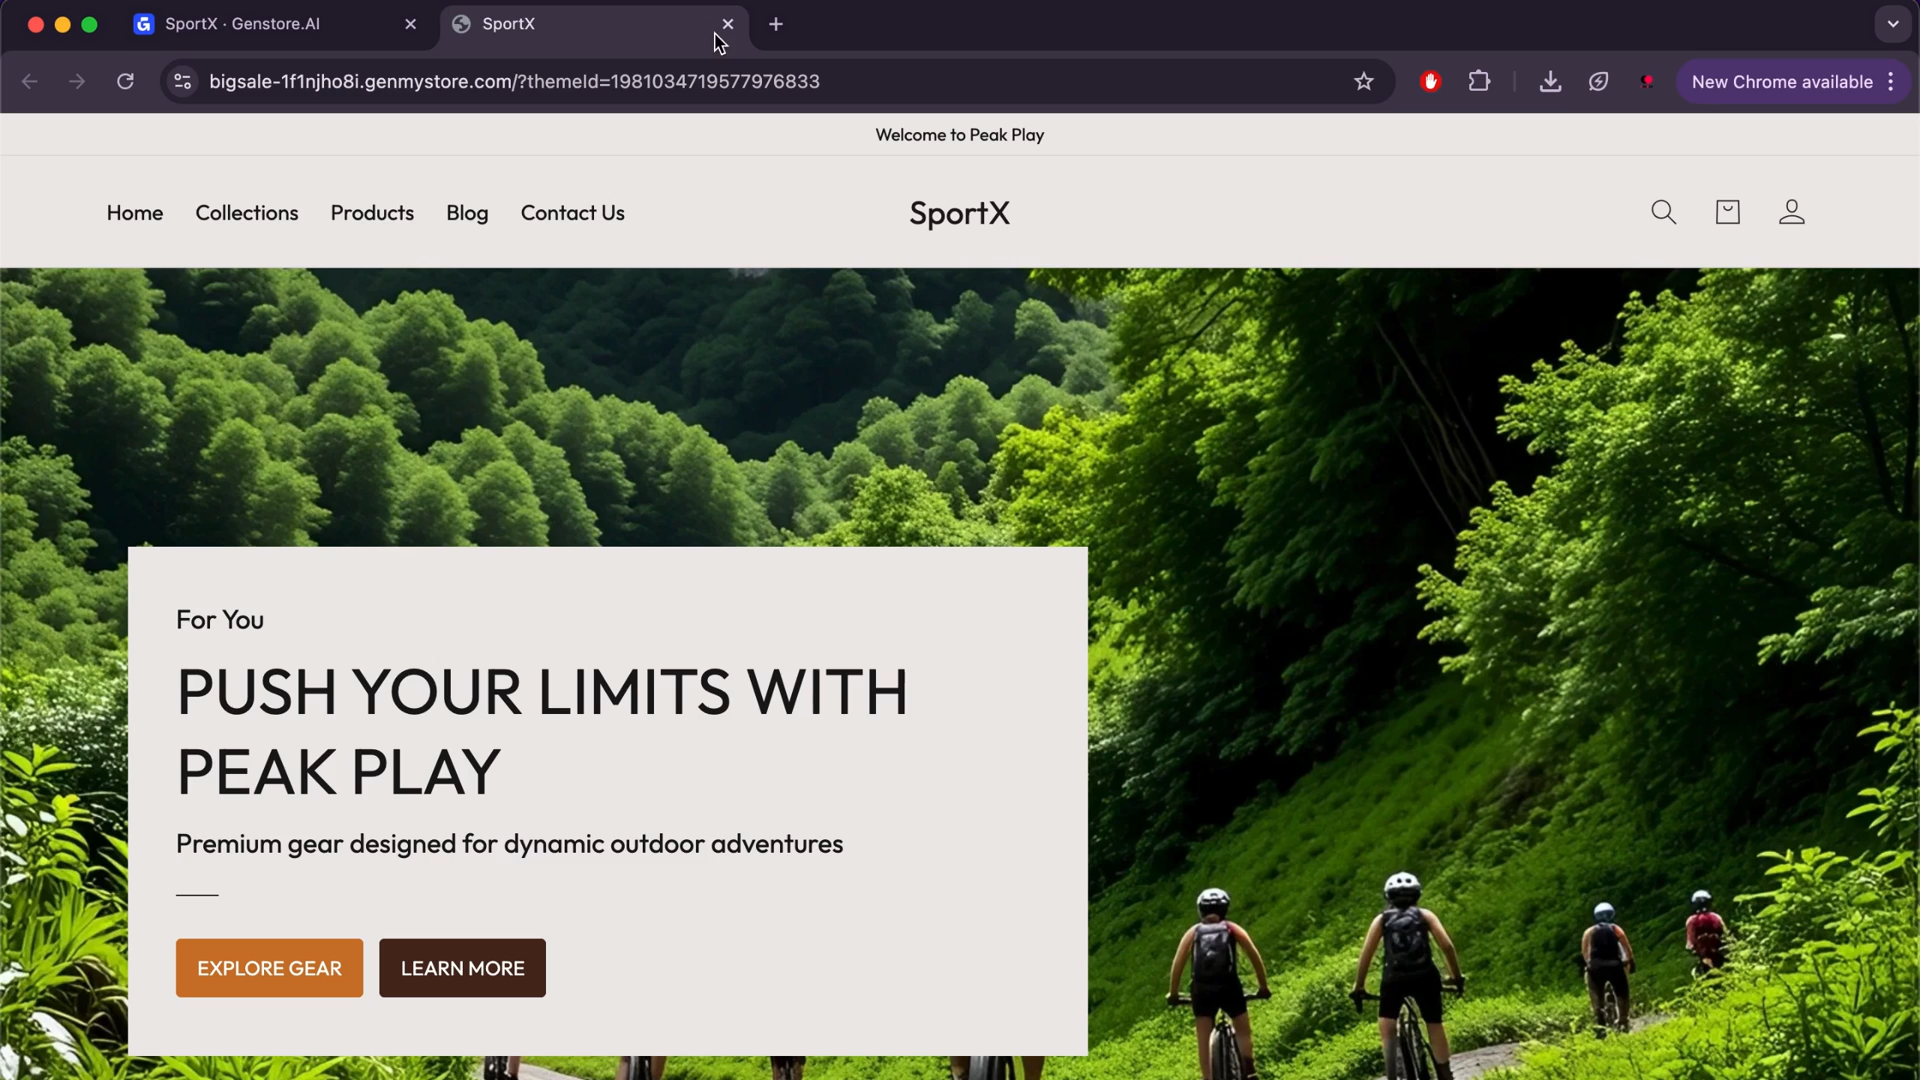 SportX · Genstore.AI
SportX
bigsale-1f1njho8i.genmystore.com/?themeId=1981034719577976833
New Chrome available
Welcome to Peak Play
Home Collections Products Blog Contact Us
SportX
For You
PUSH YOUR LIMITS WITH
PEAK PLAY
Premium gear designed for dynamic outdoor adventures
EXPLORE GEAR LEARN MORE